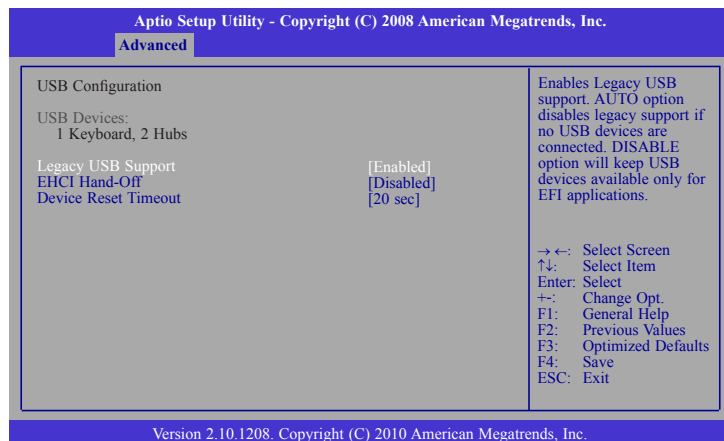 Aptio Setup Utility - Copyright (C) 2008 American Megatrends, Inc.
Advanced
USB Configuration
USB Devices:
1 Keyboard, 2 Hubs
Legacy USB Support [Enabled]
EHCI Hand-Off [Disabled]
Device Reset Timeout [20 sec]
Enables Legacy USB
support. AUTO option
disables legacy support if
no USB devices are
connected. DISABLE
option will keep USB
devices available only for
EFI applications.
→←: Select Screen
↑↓: Select Item
Enter: Select
+-: Change Opt.
F1: General Help
F2: Previous Values
F3: Optimized Defaults
F4: Save
ESC: Exit
Version 2.10.1208. Copyright (C) 2010 American Megatrends, Inc.